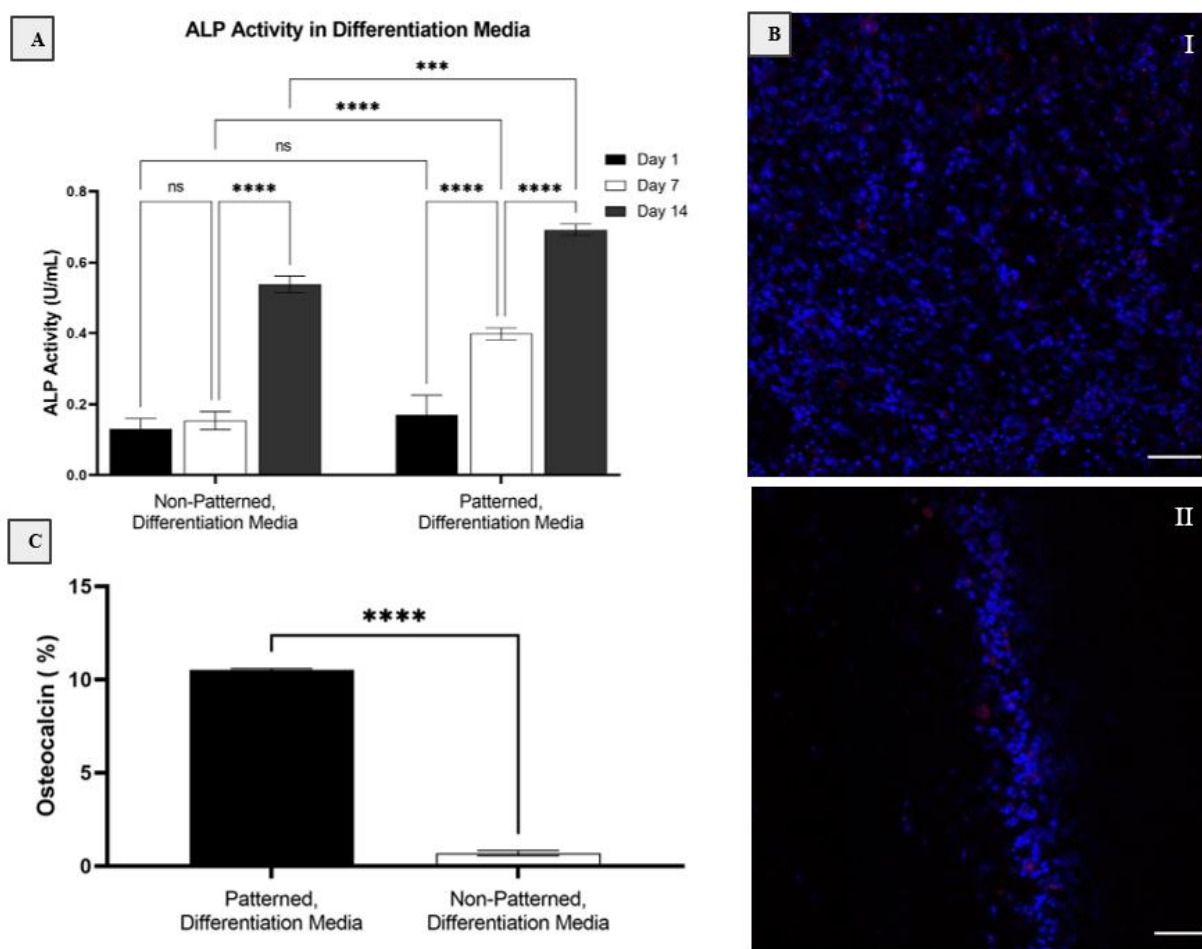 A
ALP Activity in Differentiation Media
***
****
ns
ns
****
****
****
Day 1
Day 7
Day 14
0.8
0.6
0.4
0.2
0.0
ALP Activity (U/mL)
Non-Patterned,
Differentiation Media
Patterned,
Differentiation Media
B
I
II
C
15
10
5
0
Osteocalcin ( %)
****
Patterned,
Differentiation Media
Non-Patterned,
Differentiation Media